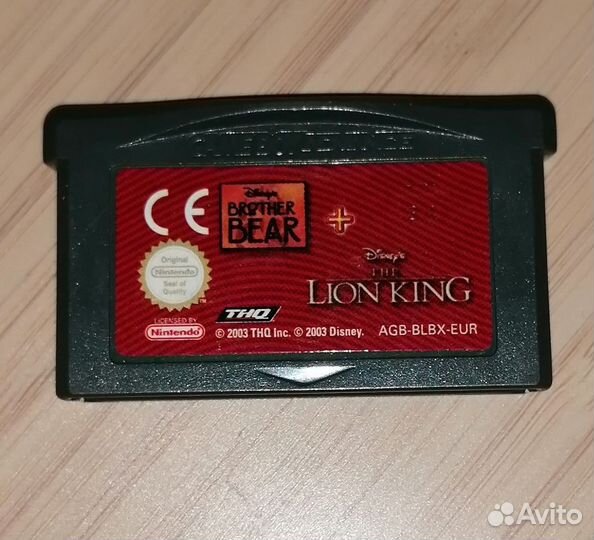 GAME BOY ADVANCE
CE
Disney's
BROTHER
BEAR
+
Disney's
THE
LION KING
Original
Nintendo
Seal of
Quality
LICENSED BY
Nintendo
THQ
© 2003 THQ Inc. © 2003 Disney.
AGB-BLBX-EUR
Avito